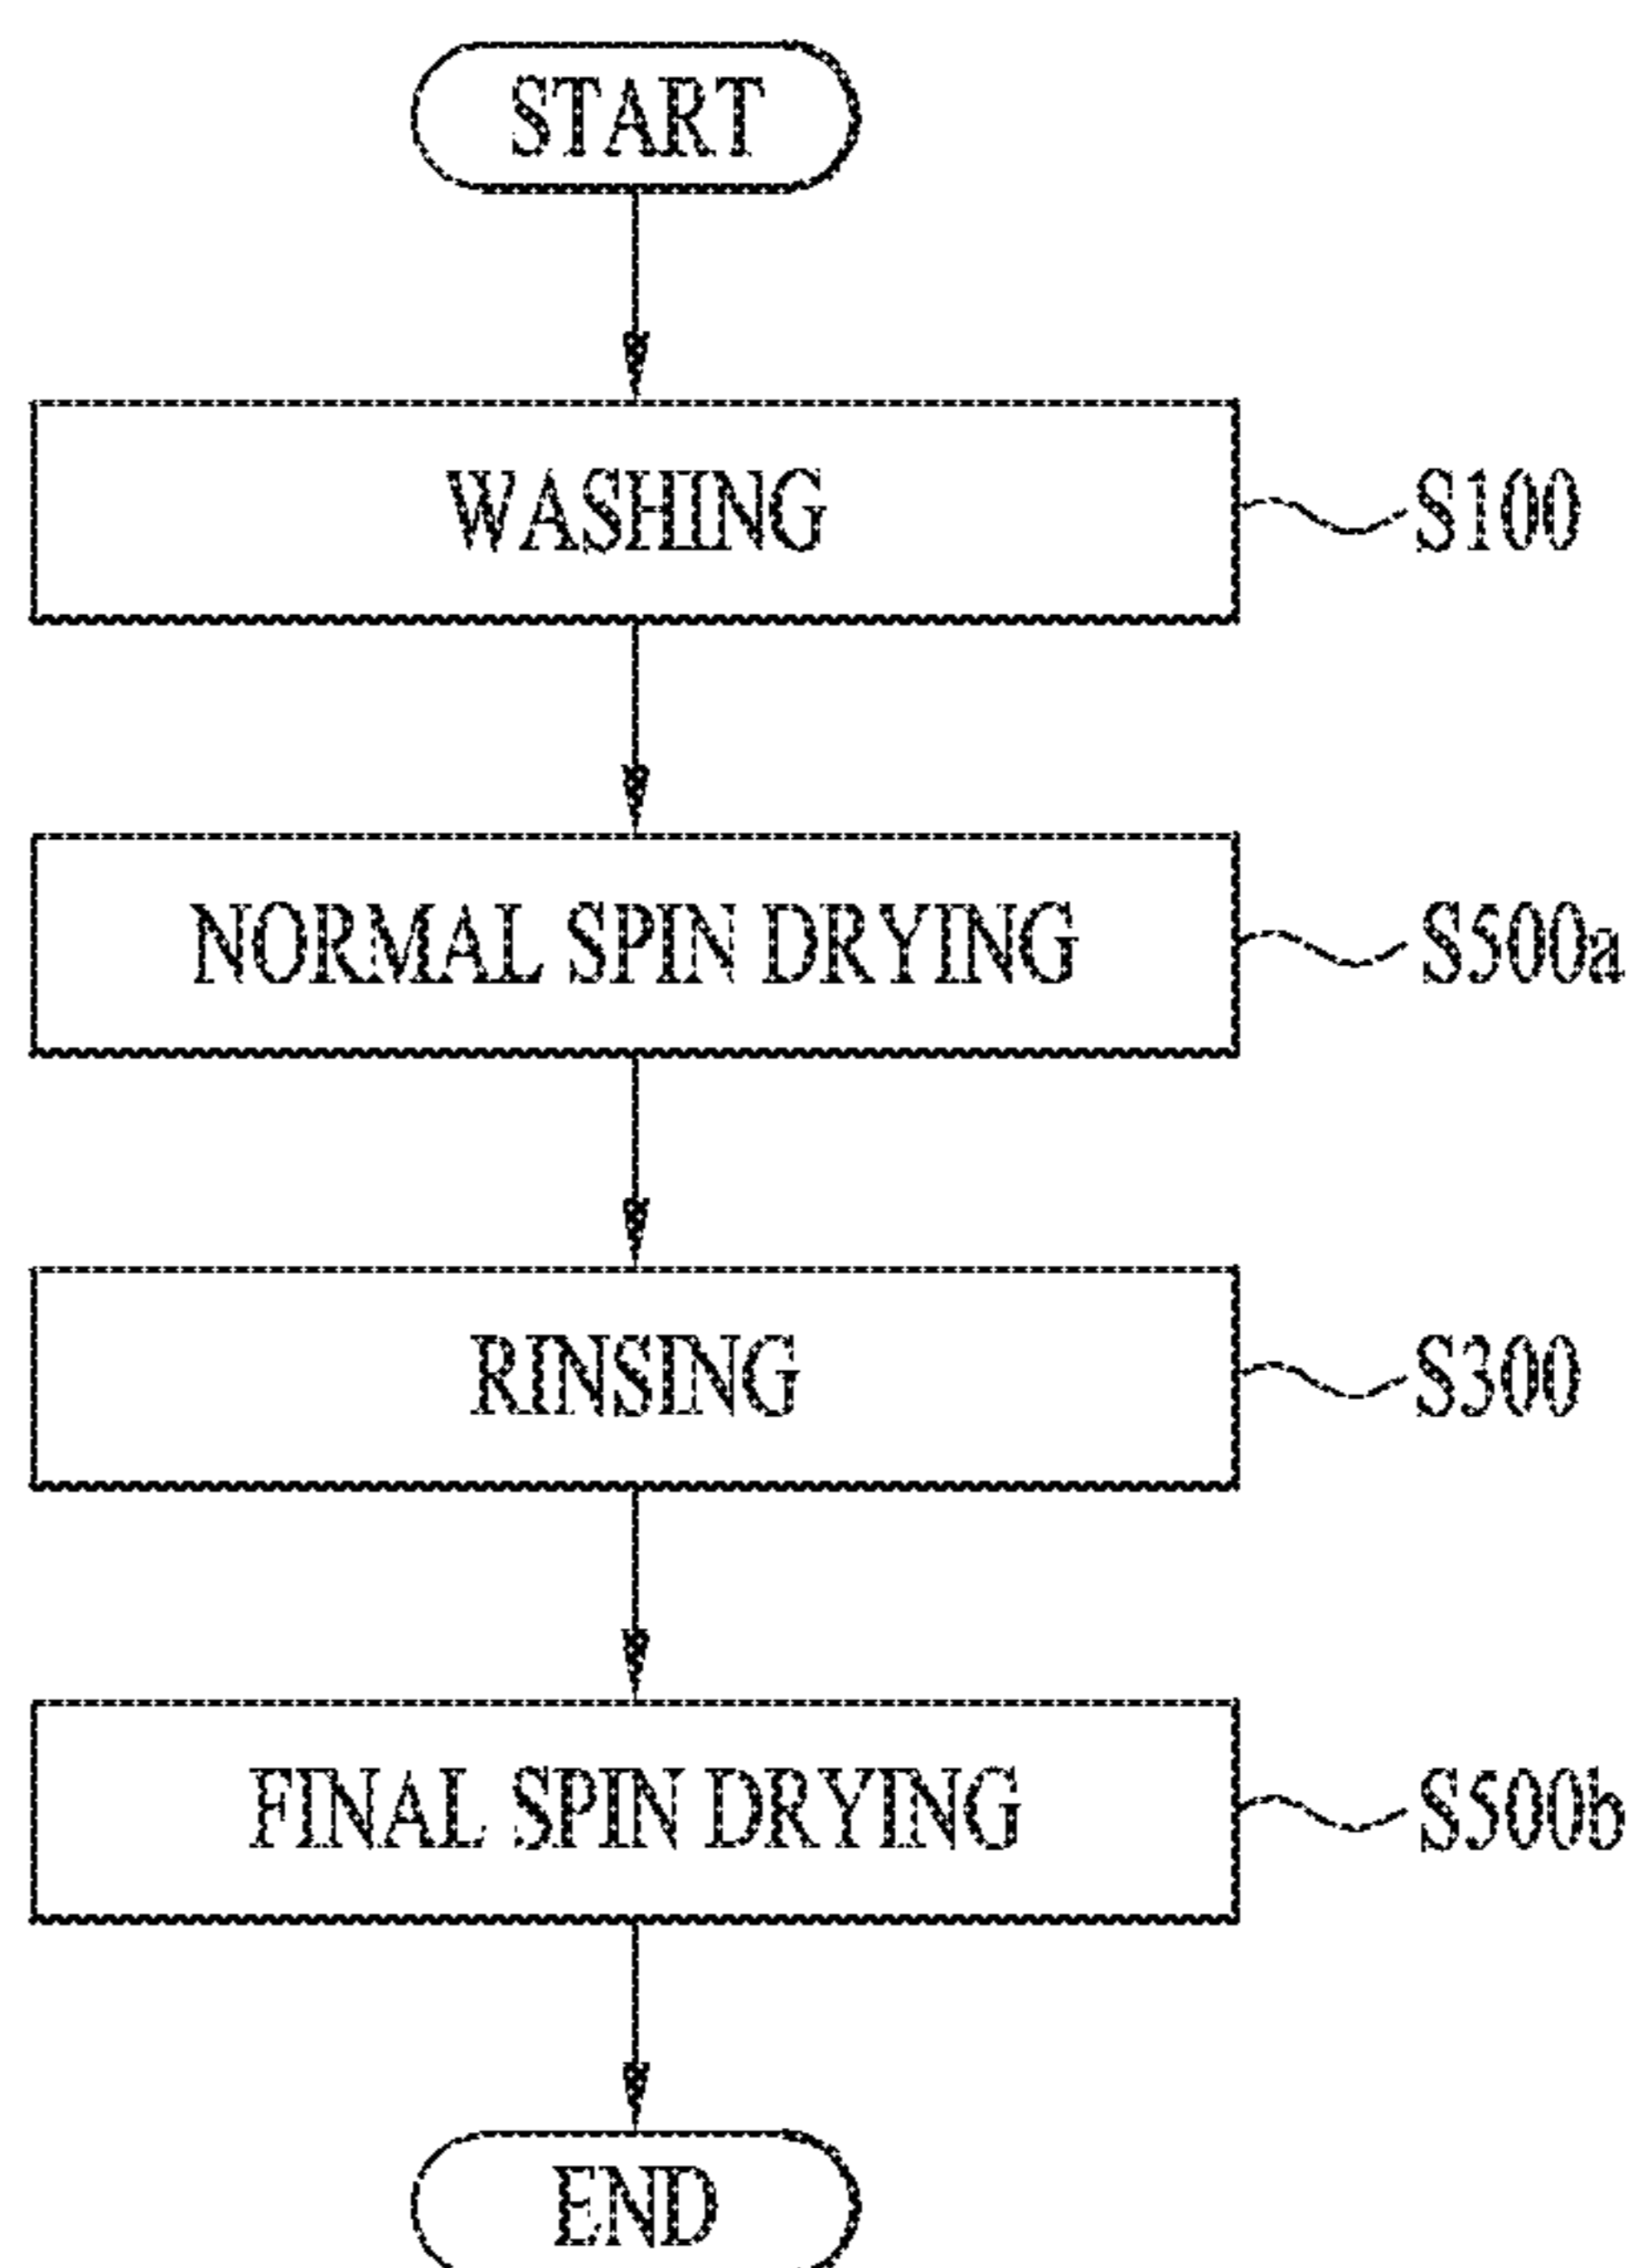 START
WASHING
S100
NORMAL SPIN DRYING
S500a
RINSING
S300
FINAL SPIN DRYING
S500b
END